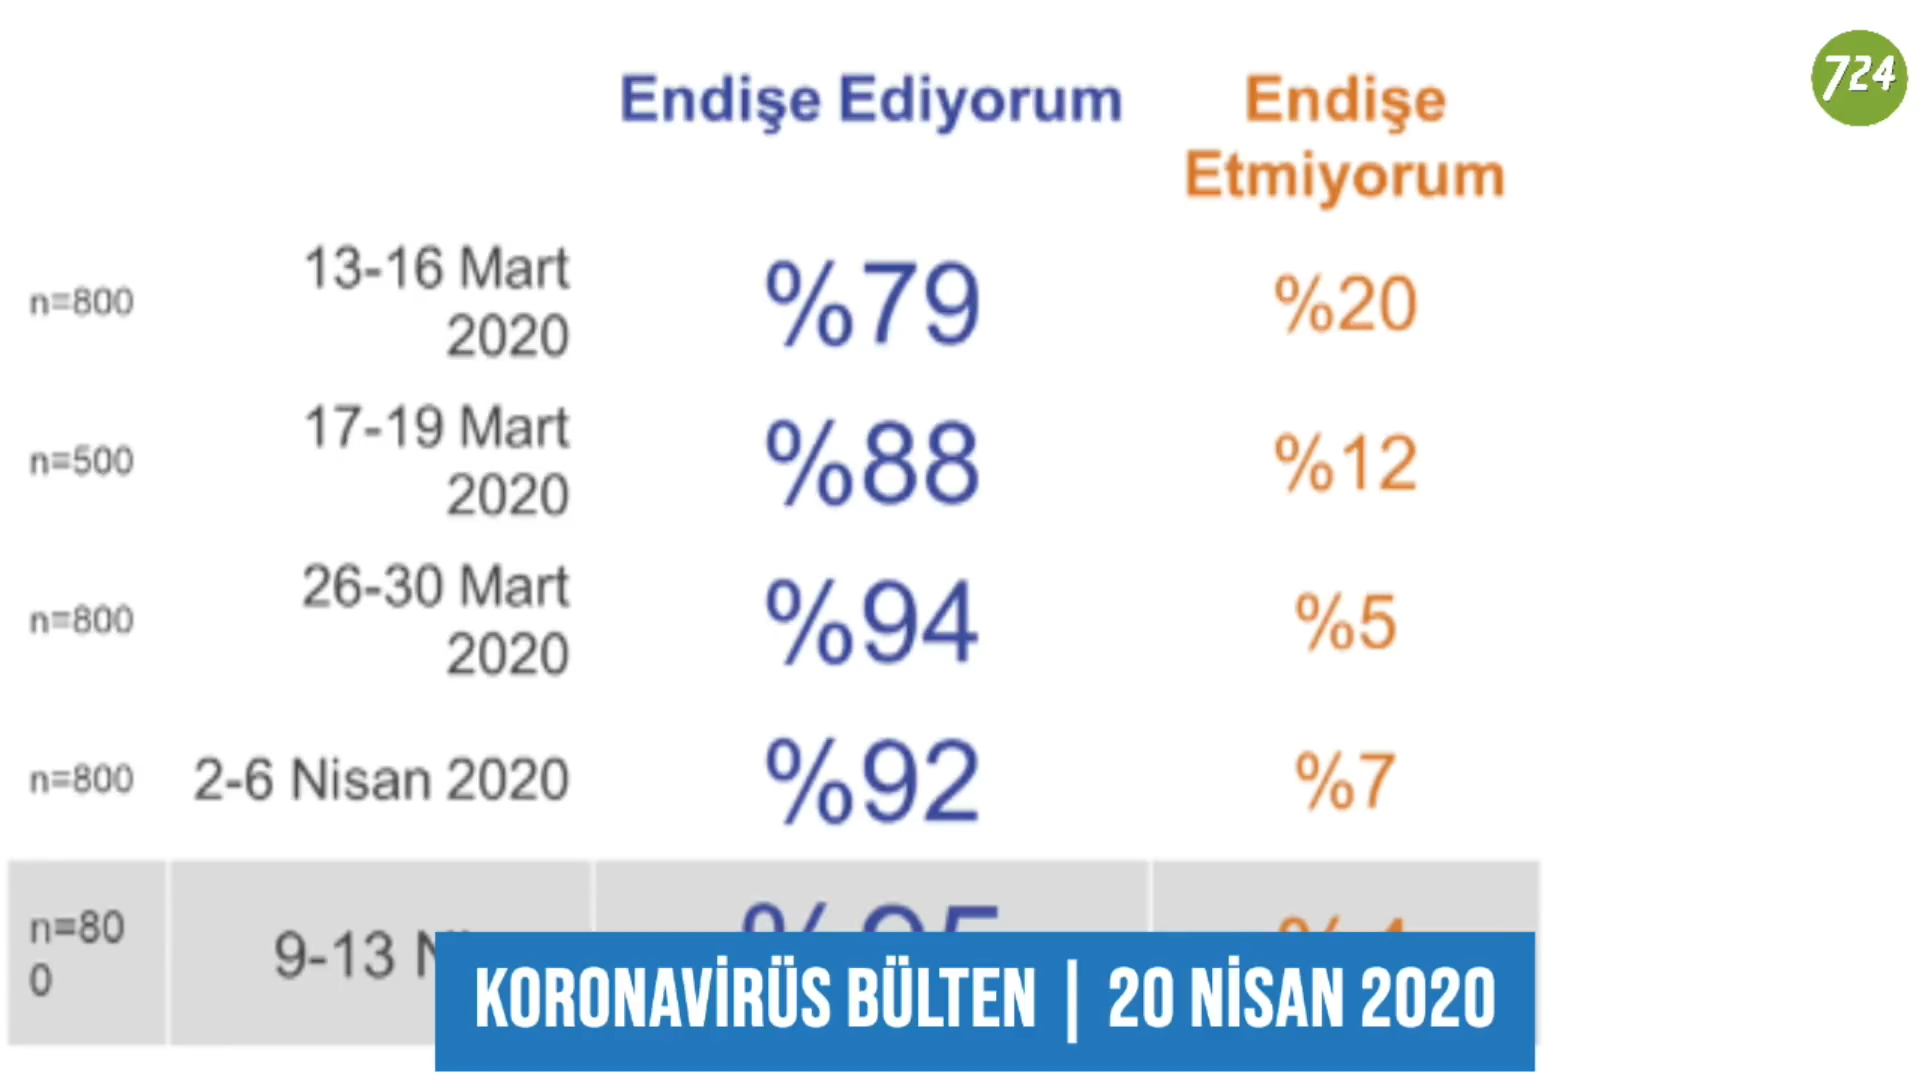 724
Endişe Ediyorum
Endişe
Etmiyorum
n=800
13-16 Mart
2020
%79
%20
n=500
17-19 Mart
2020
%88
%12
n=800
26-30 Mart
2020
%94
%5
n=800
2-6 Nisan 2020
%92
%7
n=80
0
9-13
KORONAVİRÜS BÜLTEN | 20 NİSAN 2020